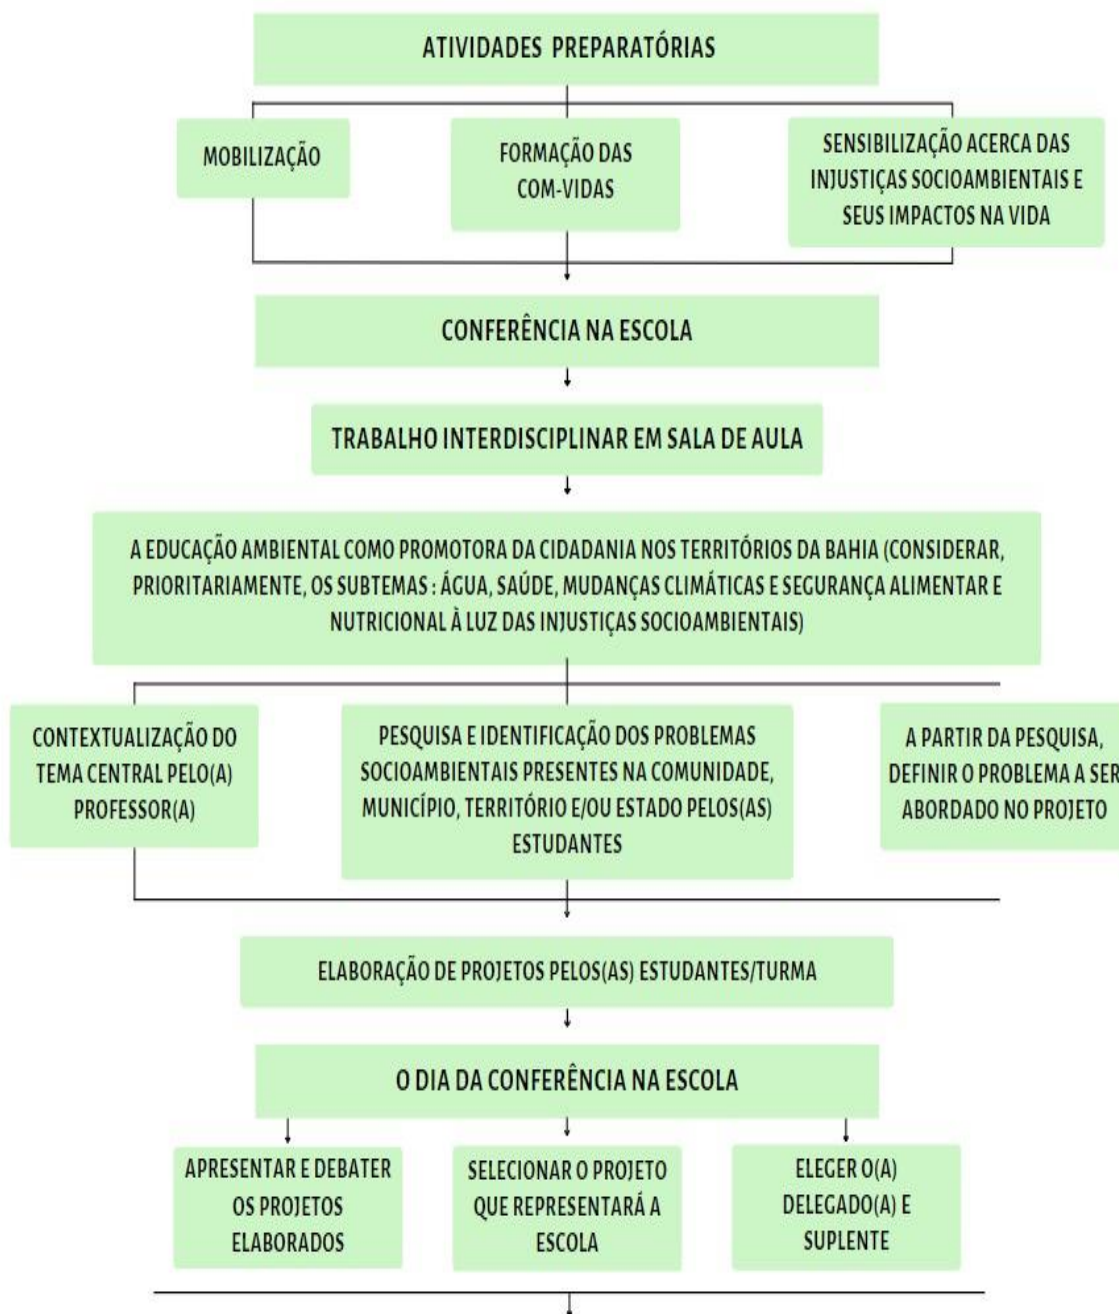 ATIVIDADES PREPARATÓRIAS
MOBILIZAÇÃO
FORMAÇÃO DAS
COM-VIDAS
SENSIBILIZAÇÃO ACERCA DAS
INJUSTIÇAS SOCIOAMBIENTAIS E
SEUS IMPACTOS NA VIDA
CONFERÊNCIA NA ESCOLA
TRABALHO INTERDISCIPLINAR EM SALA DE AULA
A EDUCAÇÃO AMBIENTAL COMO PROMOTORA DA CIDADANIA NOS TERRITÓRIOS DA BAHIA (CONSIDERAR,
PRIORITARIAMENTE, OS SUBTEMAS : ÁGUA, SAÚDE, MUDANÇAS CLIMÁTICAS E SEGURANÇA ALIMENTAR E
NUTRICIONAL À LUZ DAS INJUSTIÇAS SOCIOAMBIENTAIS)
CONTEXTUALIZAÇÃO DO
TEMA CENTRAL PELO(A)
PROFESSOR(A)
PESQUISA E IDENTIFICAÇÃO DOS PROBLEMAS
SOCIOAMBIENTAIS PRESENTES NA COMUNIDADE,
MUNICÍPIO, TERRITÓRIO E/OU ESTADO PELOS(AS)
ESTUDANTES
A PARTIR DA PESQUISA,
DEFINIR O PROBLEMA A SER
ABORDADO NO PROJETO
ELABORAÇÃO DE PROJETOS PELOS(AS) ESTUDANTES/TURMA
O DIA DA CONFERÊNCIA NA ESCOLA
APRESENTAR E DEBATER
OS PROJETOS
ELABORADOS
SELECIONAR O PROJETO
QUE REPRESENTARÁ A
ESCOLA
ELEGER O(A)
DELEGADO(A) E
SUPLENTE